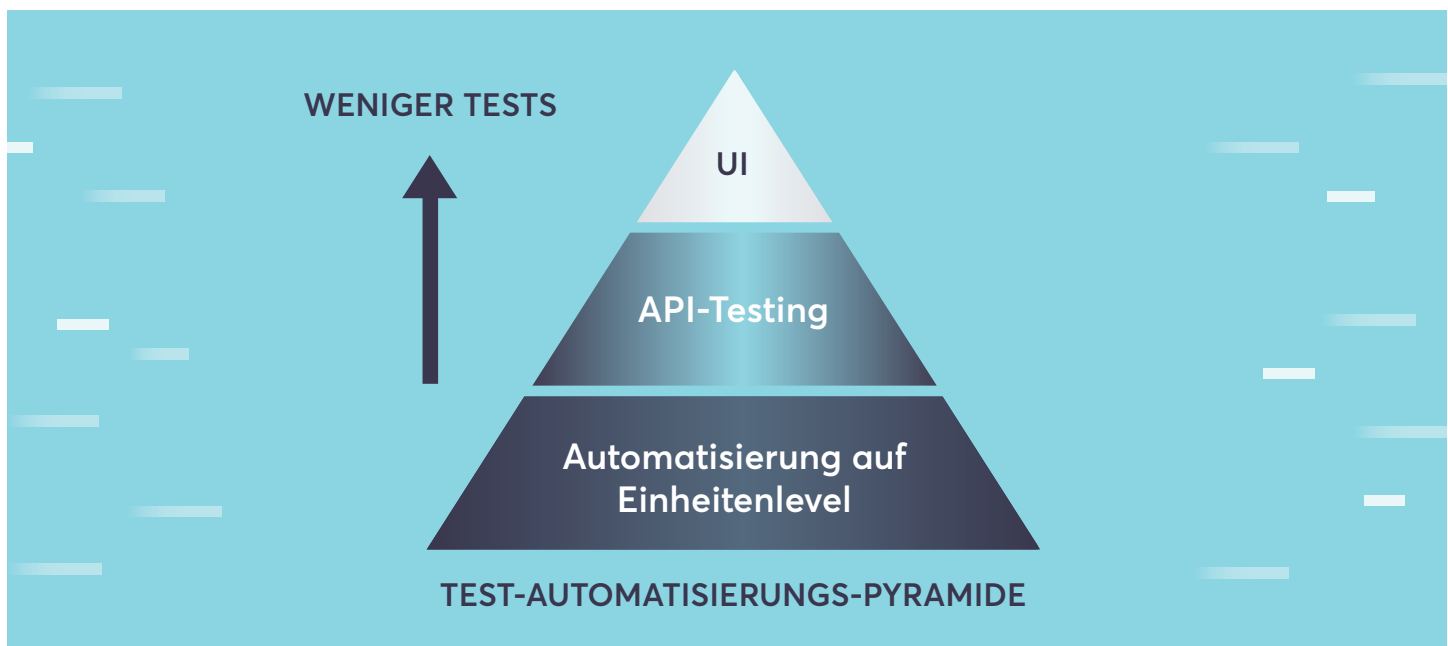 WENIGER TESTS
UI
API-Testing
Automatisierung auf
Einheitenlevel
TEST-AUTOMATISIERUNGS-PYRAMIDE